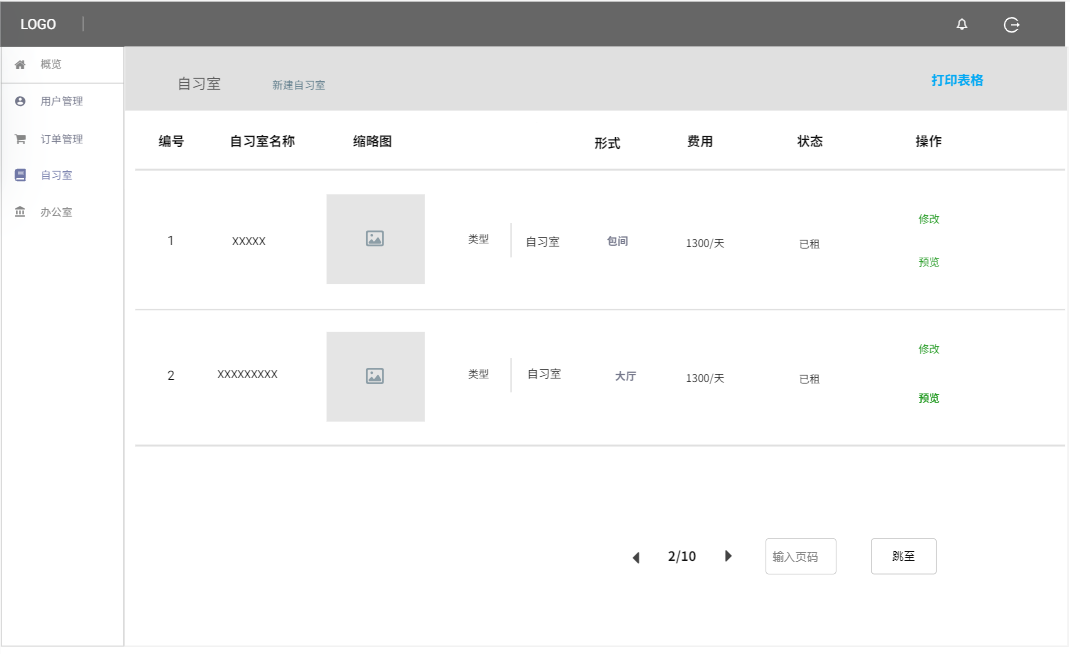 LOGO
概览
用户管理
订单管理
自习室
办公室
自习室 新建自习室 打印表格
编号 自习室名称 缩略图 形式 费用 状态 操作
1 XXXXX 类型 自习室 包间 1300/天 已租 修改
预览
2 XXXXXXXXX 类型 自习室 大厅 1300/天 已租 修改
预览
2/10 输入页码 跳至